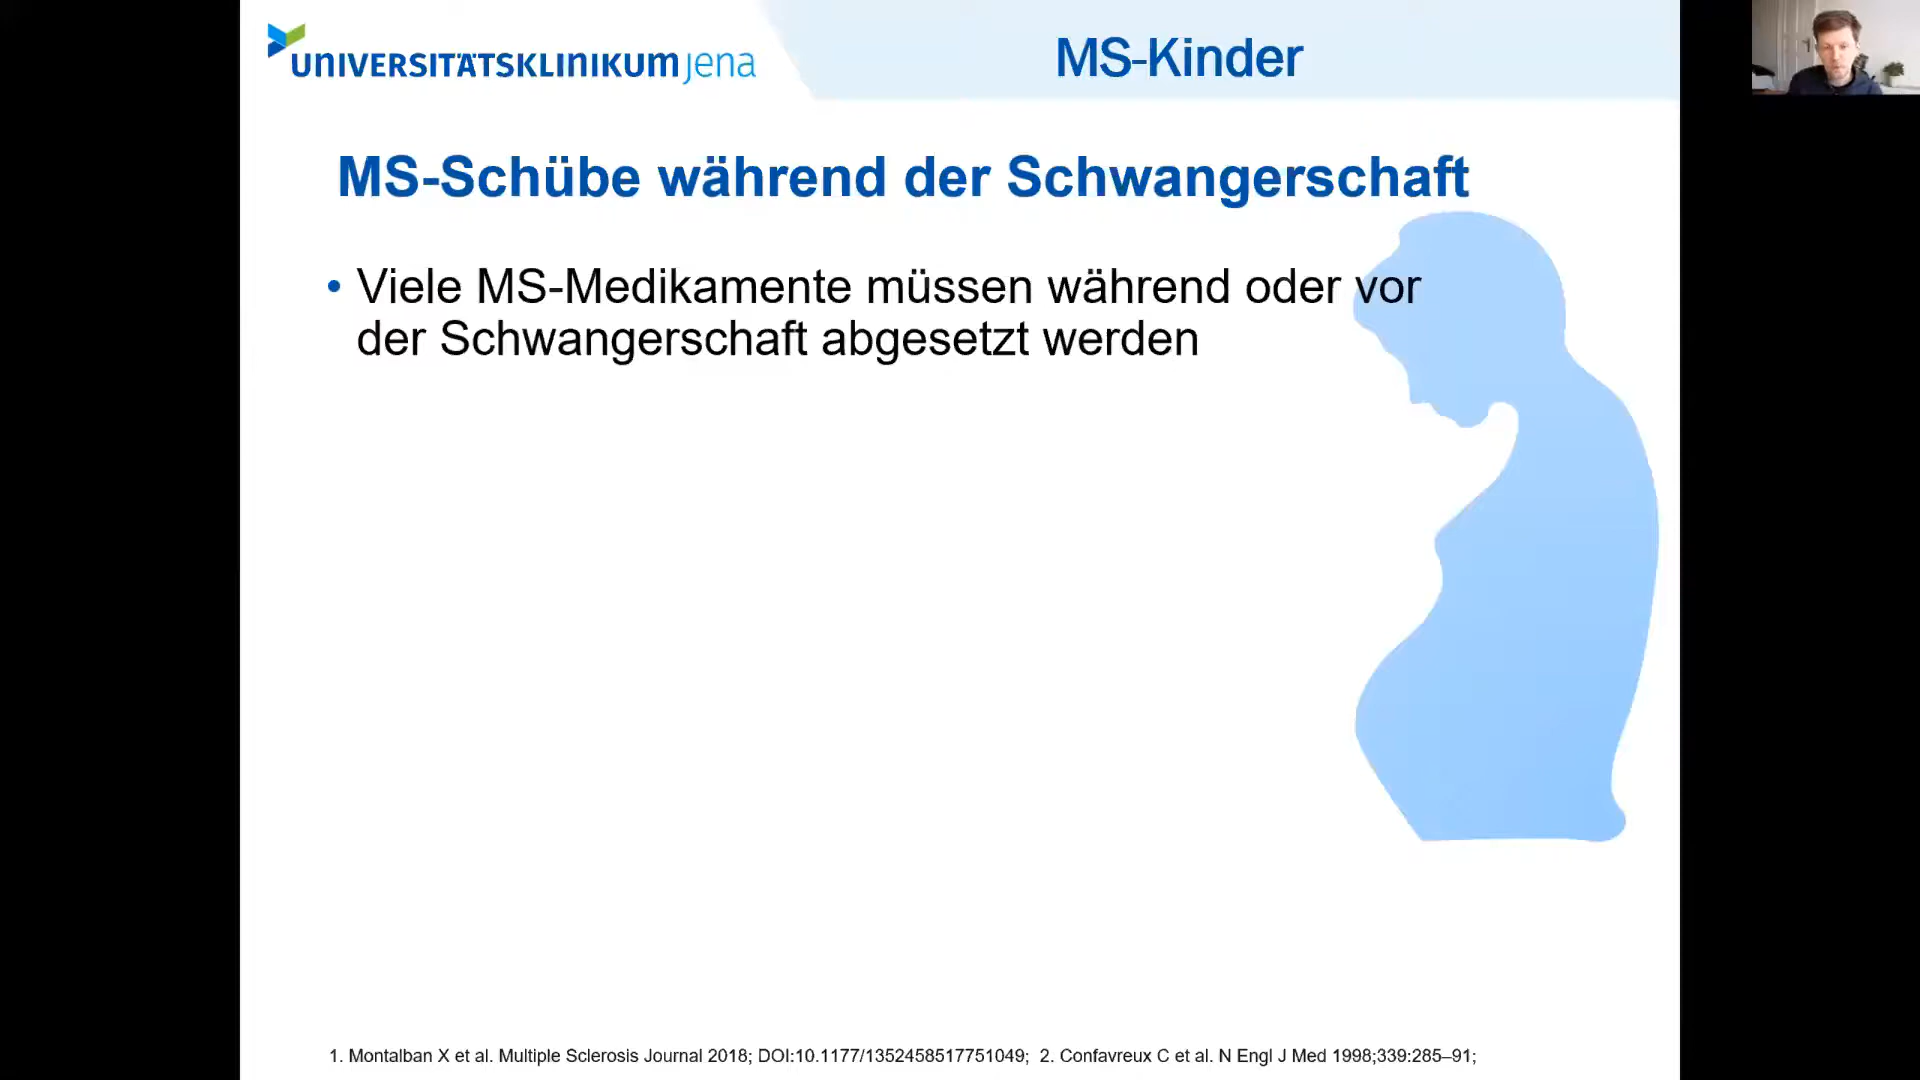 UNIVERSITÄTSKLINIKUM jena
MS-Kinder
MS-Schübe während der Schwangerschaft
• Viele MS-Medikamente müssen während oder vor
der Schwangerschaft abgesetzt werden
1. Montalban X et al. Multiple Sclerosis Journal 2018; DOI:10.1177/1352458517751049; 2. Confavreux C et al. N Engl J Med 1998;339:285–91;